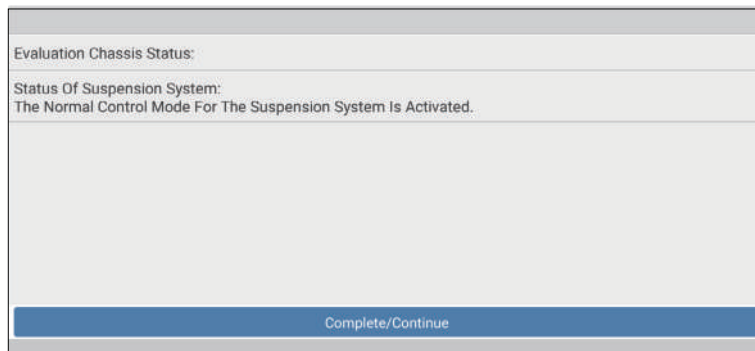 Evaluation Chassis Status:
Status Of Suspension System:
The Normal Control Mode For The Suspension System Is Activated.
Complete/Continue